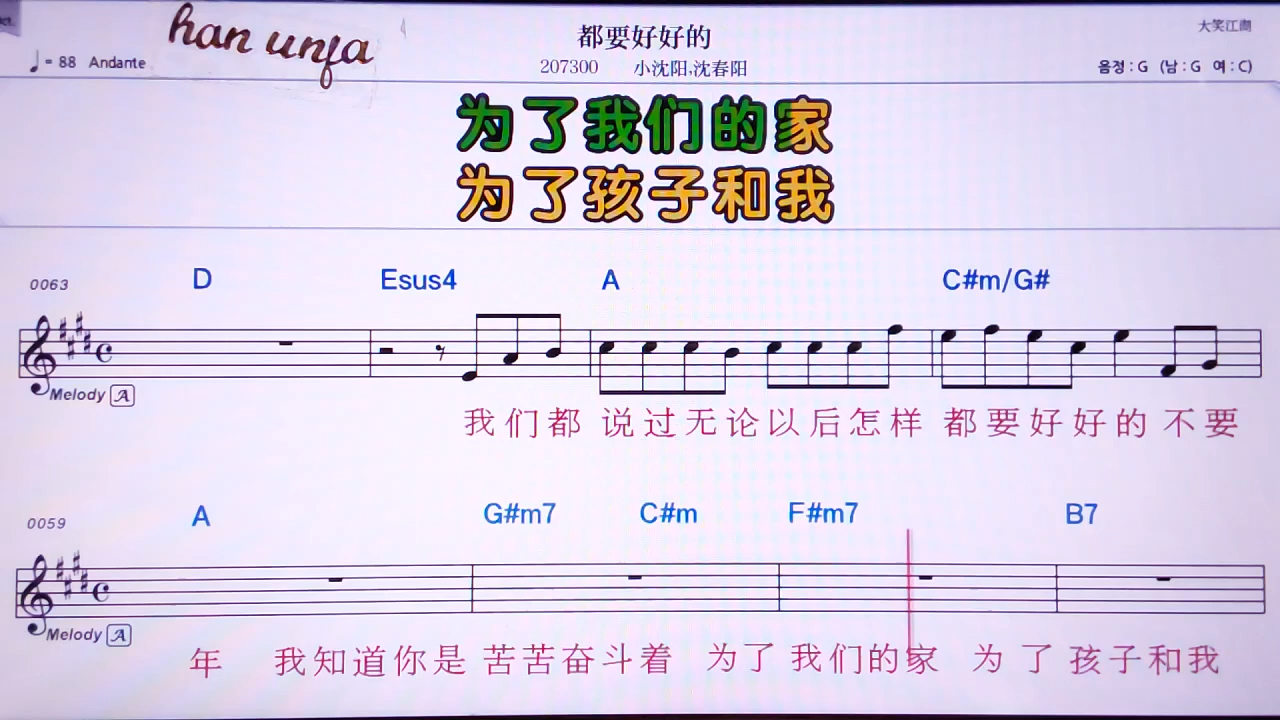 han unfa
都要好好的
大笑江湖
♩= 88 Andante
207300 小沈阳,沈春阳
음정 : G (남 : G 여 : C)
为了我们的家
为了孩子和我
0063 D Esus4 A C#m/G#
Melody A
我们都 说过无论以后怎样 都要好好的 不要
0059 A G#m7 C#m F#m7 B7
Melody A
年 我知道你是 苦苦奋斗着 为了 我们的家 为了 孩子和我